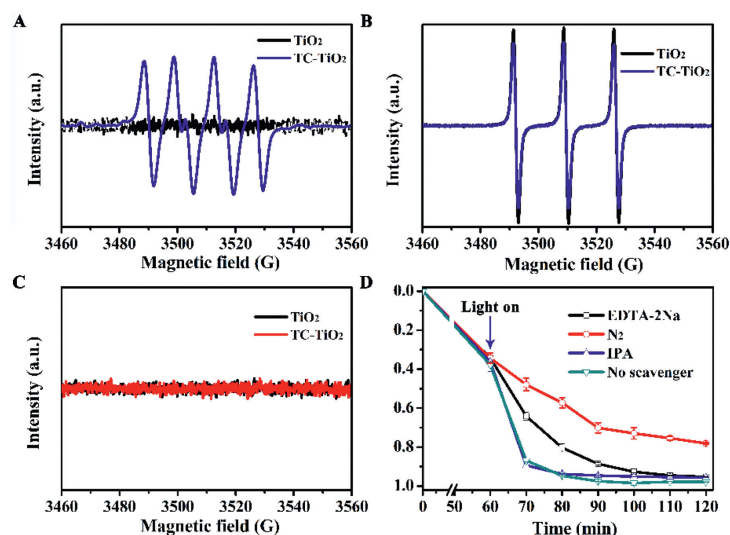 A
TiO2
TC-TiO2
Intensity (a.u.)
3460 3480 3500 3520 3540 3560
Magnetic field (G)
B
TiO2
TC-TiO2
Intensity (a.u.)
3460 3480 3500 3520 3540 3560
Magnetic field (G)
C
TiO2
TC-TiO2
Intensity (a.u.)
3460 3480 3500 3520 3540 3560
Magnetic field (G)
D
Light on
EDTA-2Na
N2
IPA
No scavenger
0.0
0.2
0.4
0.6
0.8
1.0
0 50 60 70 80 90 100 110 120
Time (min)